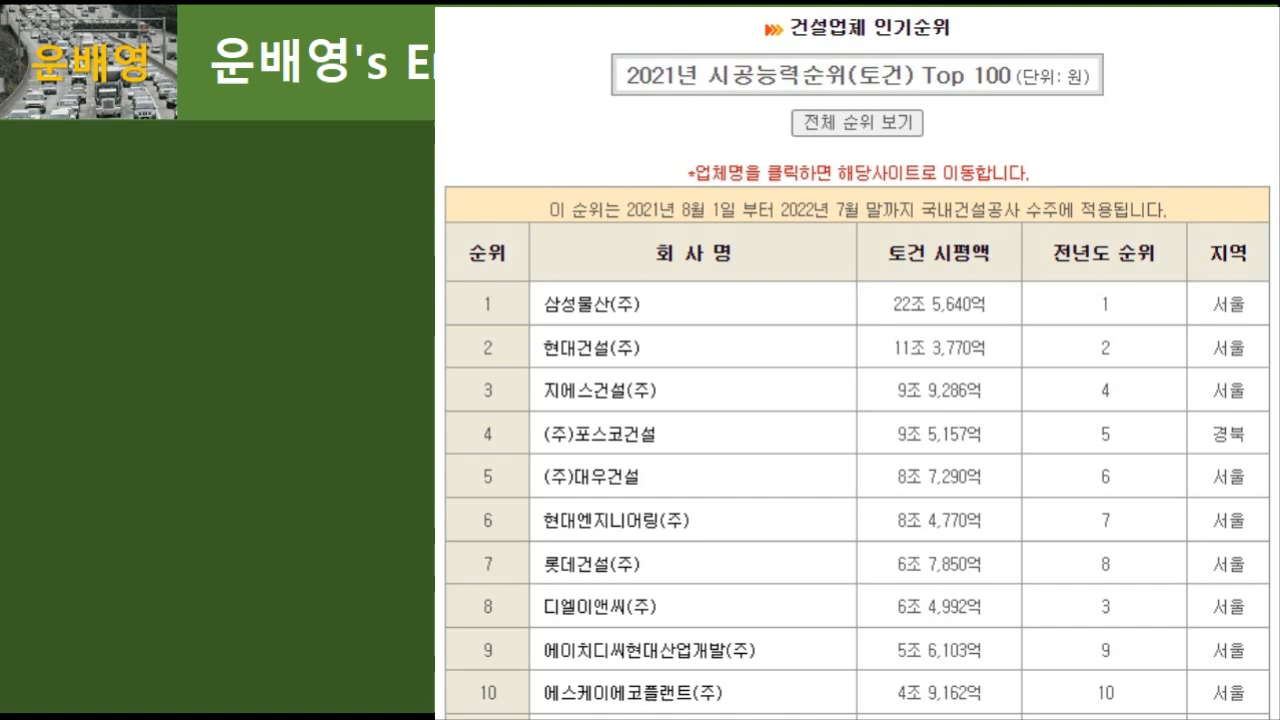 운배영
운배영's E
건설업체 인기순위
2021년 시공능력순위(토건) Top 100 (단위: 원)
전체 순위 보기
*업체명을 클릭하면 해당사이트로 이동합니다.
이 순위는 2021년 8월 1일 부터 2022년 7월 말까지 국내건설공사 수주에 적용됩니다.
순위 회 사 명 토건 시평액 전년도 순위 지역
1 삼성물산(주) 22조 5,640억 1 서울
2 현대건설(주) 11조 3,770억 2 서울
3 지에스건설(주) 9조 9,286억 4 서울
4 (주)포스코건설 9조 5,157억 5 경북
5 (주)대우건설 8조 7,290억 6 서울
6 현대엔지니어링(주) 8조 4,770억 7 서울
7 롯데건설(주) 6조 7,850억 8 서울
8 디엘이앤씨(주) 6조 4,992억 3 서울
9 에이치디씨현대산업개발(주) 5조 6,103억 9 서울
10 에스케이에코플랜트(주) 4조 9,162억 10 서울